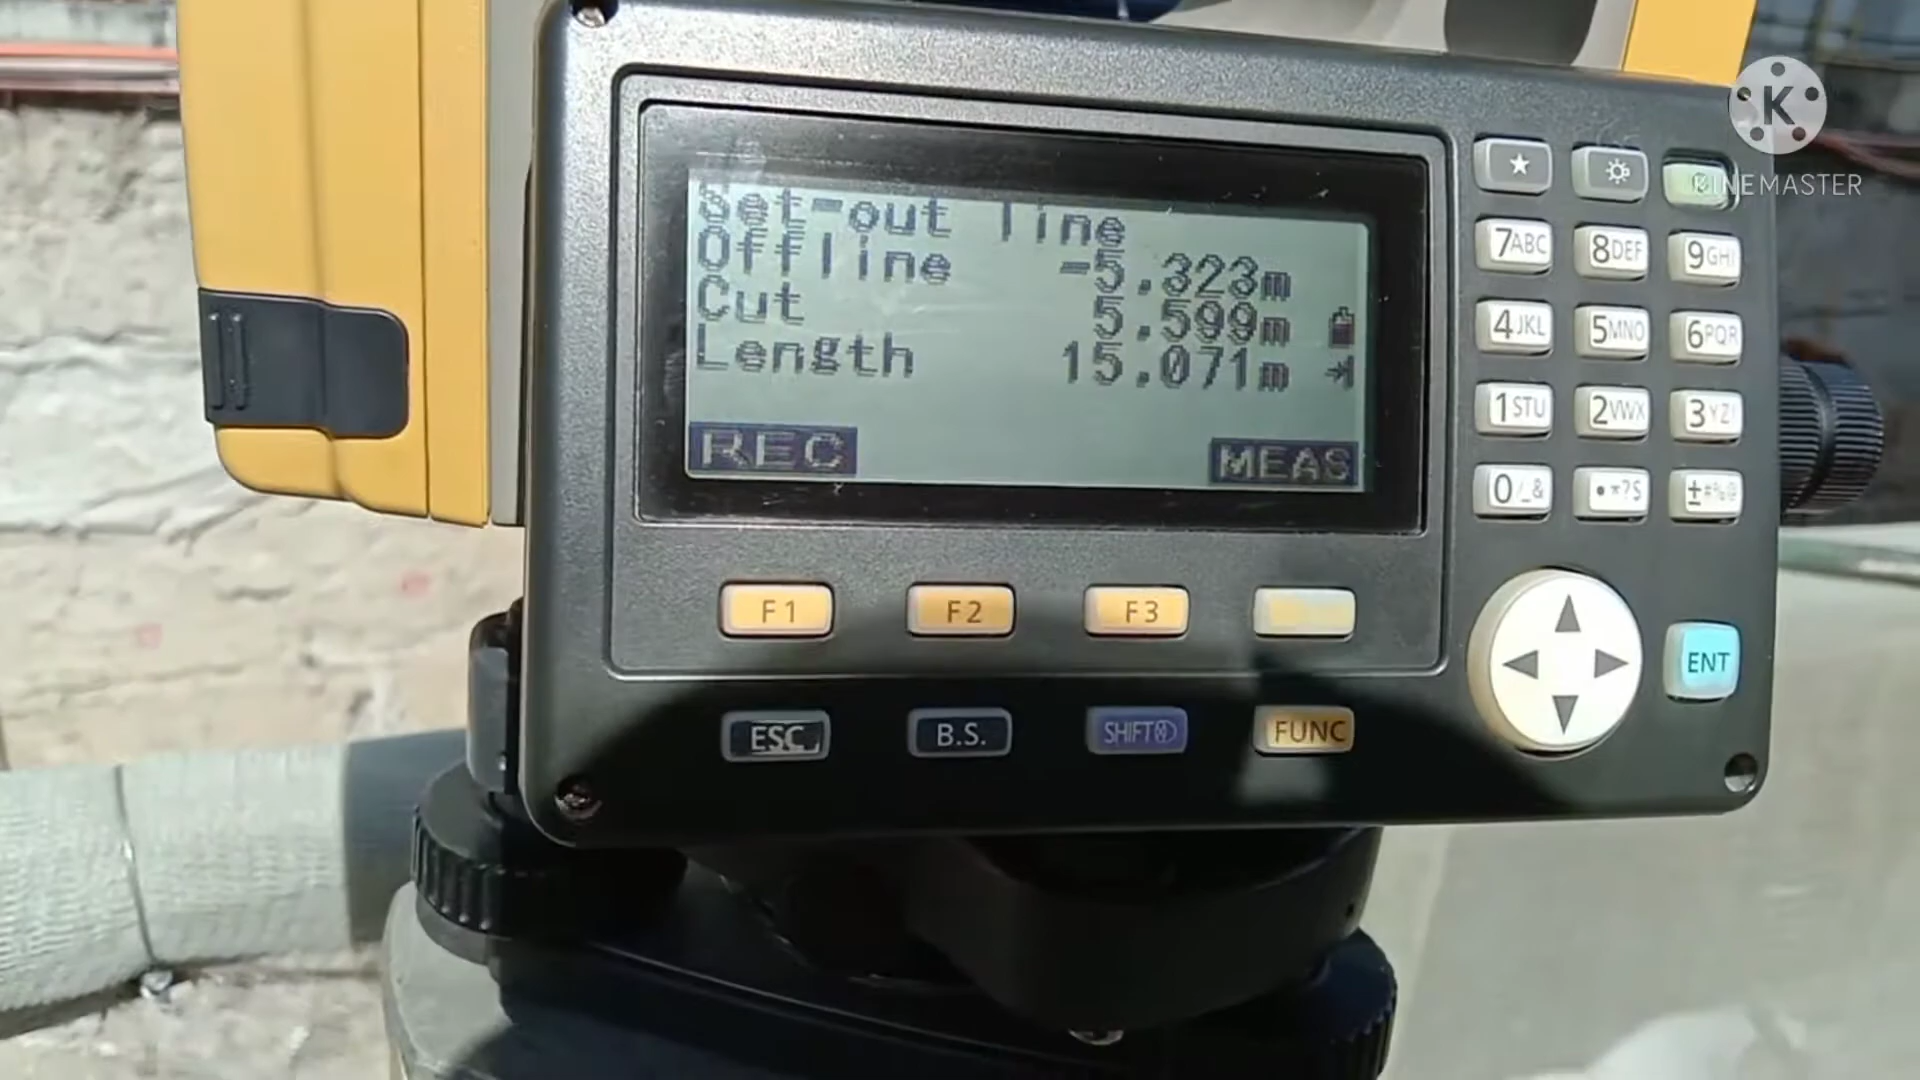 Set-out line
Offline -5.323m
Cut 5.599m
Length 15.071m
REC MEAS
F1 F2 F3
ESC B.S. SHIFT FUNC
★
7ABC 8DEF 9GHI
4JKL 5MNO 6PQR
1STU 2VWX 3YZ
0/_& •*?$ ±#%@
ENT
K
KINEMASTER